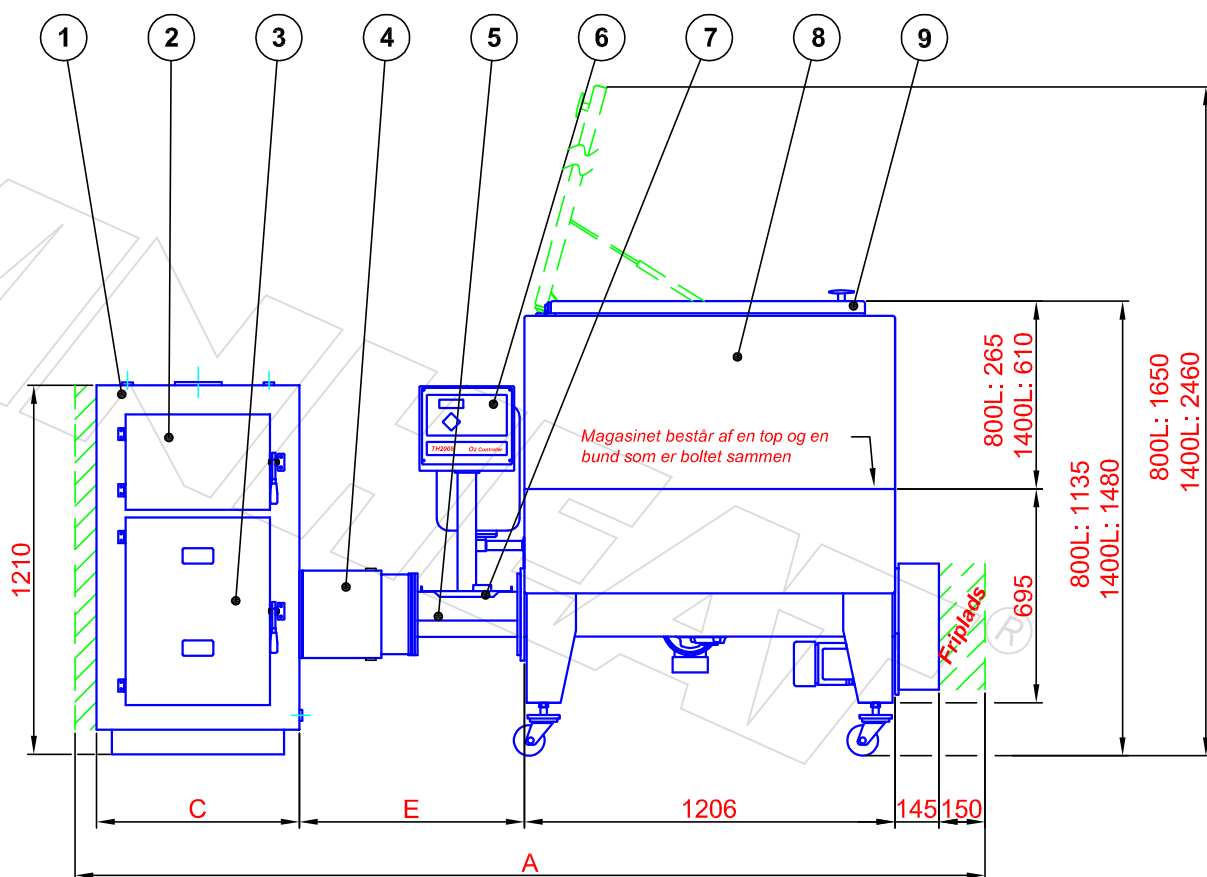 1 2 3 4 5 6 7 8 9
Magasinet består af en top og en
bund som er boltet sammen
TH2000 O2 Controller
Friplads
1210
695
800L: 265
1400L: 610
800L: 1135
1400L: 1480
800L: 1650
1400L: 2460
C E 1206 145 150
A
®